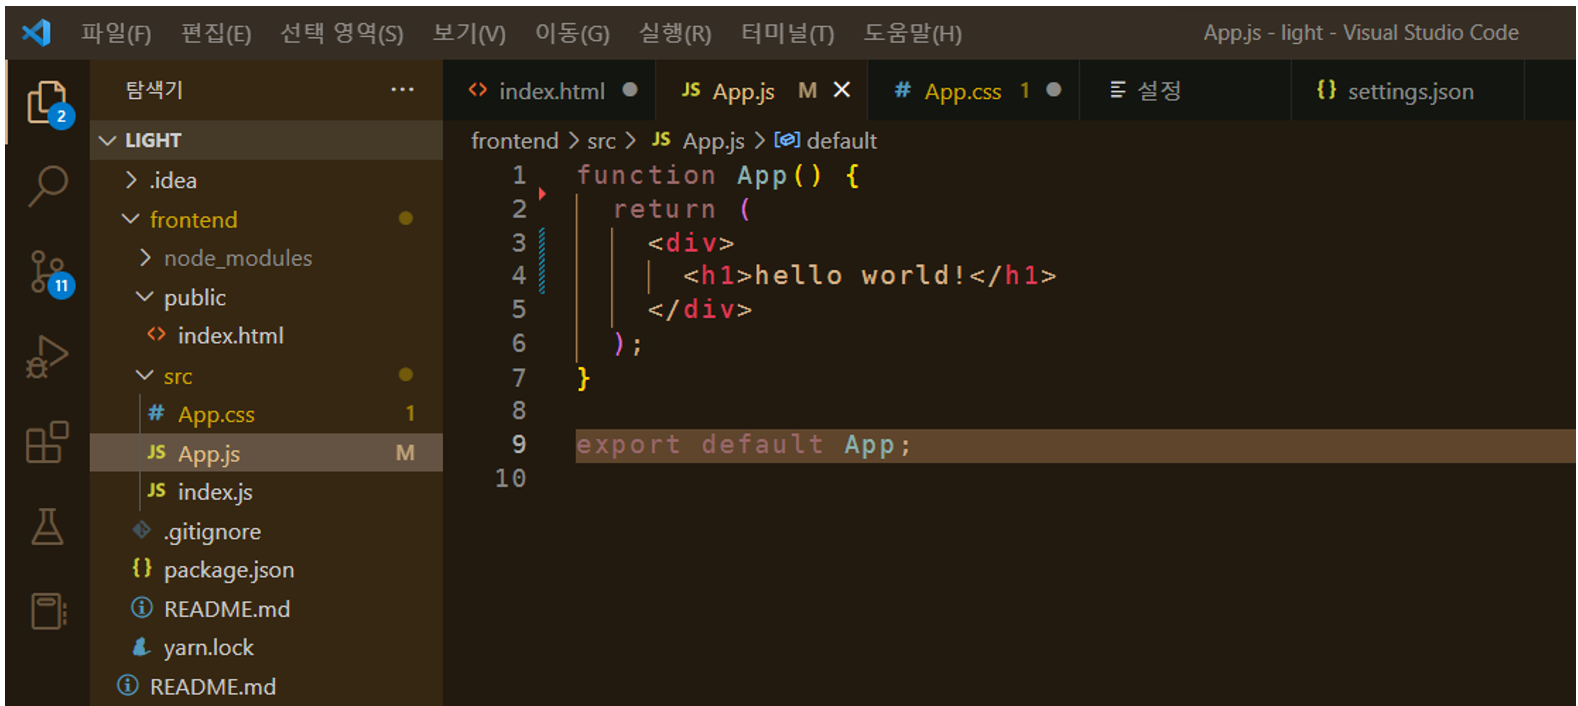 파일(F) 편집(E) 선택 영역(S) 보기(V) 이동(G) 실행(R) 터미널(T) 도움말(H) App.js - light - Visual Studio Code
탐색기 ···
2
11
LIGHT
.idea
frontend
node_modules
public
<> index.html
src
# App.css 1
JS App.js M
JS index.js
.gitignore
{} package.json
README.md
yarn.lock
README.md
<> index.html JS App.js M # App.css 1 설정 {} settings.json
frontend > src > JS App.js > default
1 function App() {
2 return (
3 <div>
4 <h1>hello world!</h1>
5 </div>
6 );
7 }
8
9 export default App;
10